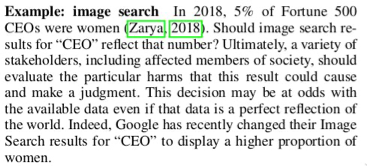 Example: image search In 2018, 5% of Fortune 500
CEOs were women (Zarya, 2018). Should image search re-
sults for “CEO” reflect that number? Ultimately, a variety of
stakeholders, including affected members of society, should
evaluate the particular harms that this result could cause
and make a judgment. This decision may be at odds with
the available data even if that data is a perfect reflection of
the world. Indeed, Google has recently changed their Image
Search results for “CEO” to display a higher proportion of
women.